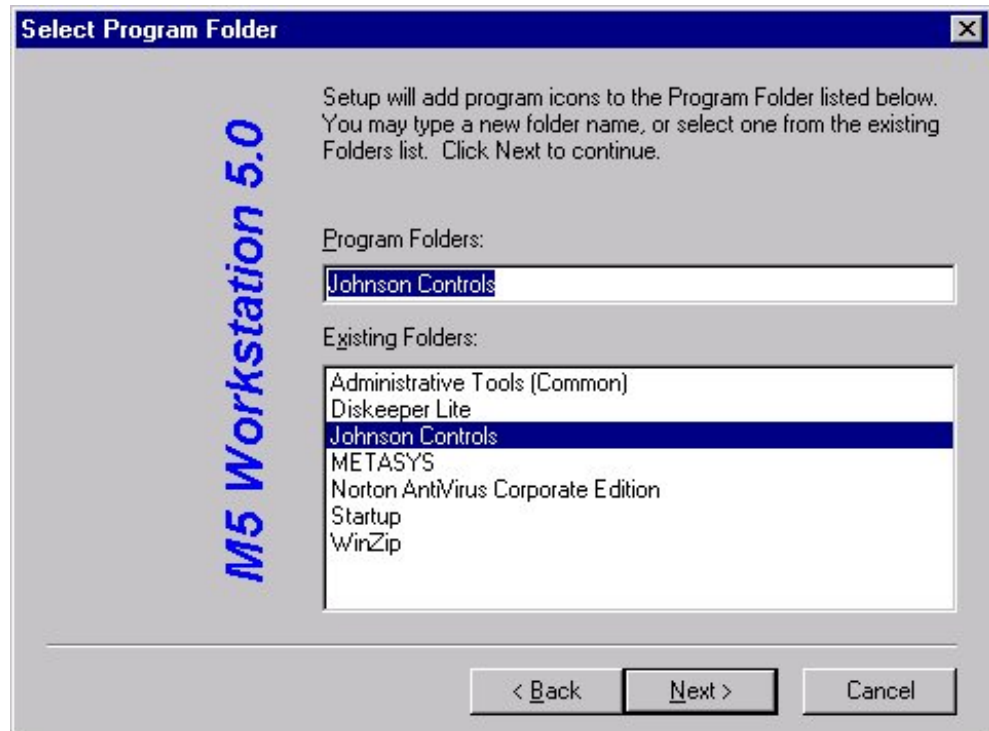 Select Program Folder
M5 Workstation 5.0
Setup will add program icons to the Program Folder listed below.
You may type a new folder name, or select one from the existing
Folders list. Click Next to continue.
Program Folders:
Johnson Controls
Existing Folders:
Administrative Tools (Common)
Diskeeper Lite
Johnson Controls
METASYS
Norton AntiVirus Corporate Edition
Startup
WinZip
< Back
Next >
Cancel